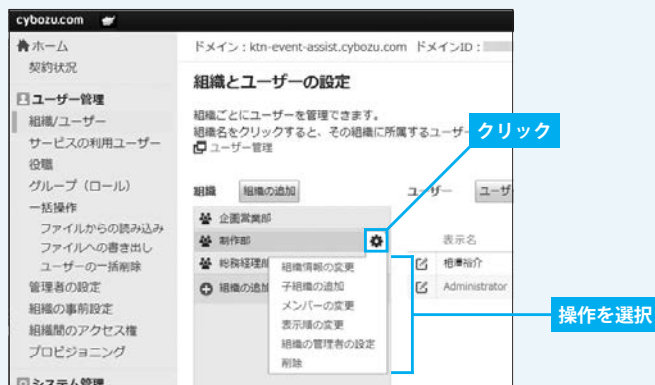 cybozu.com
ホーム
契約状況
ユーザー管理
組織/ユーザー
サービスの利用ユーザー
役職
グループ（ロール）
一括操作
ファイルからの読み込み
ファイルへの書き出し
ユーザーの一括削除
管理者の設定
組織の事前設定
組織間のアクセス権
プロビジョニング
システム管理
ドメイン：ktn-event-assist.cybozu.com ドメインID：
組織とユーザーの設定
組織ごとにユーザーを管理できます。
組織名をクリックすると、その組織に所属するユーザー
ユーザー管理
クリック
組織 組織の追加
企画営業部
制作部
総務経理
組織の追加
組織情報の変更
子組織の追加
メンバーの変更
表示順の変更
組織の管理者の設定
削除
ユーザー ユーザ
表示名
相澤裕介
Administrator
操作を選択